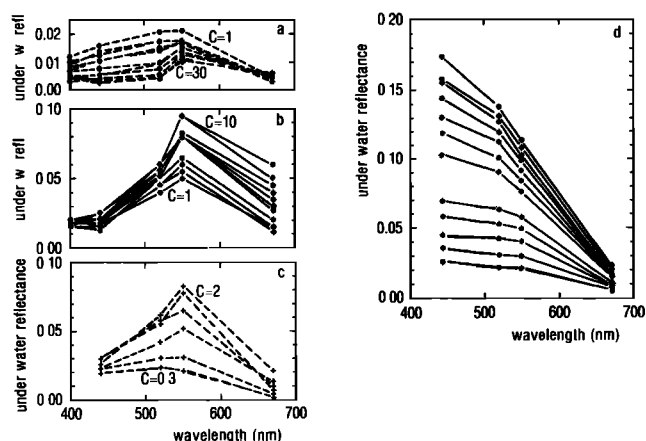 under w refl
0.02
0.01
0 00
a
C=1
C=30
under w refl
0 10
0 05
0 00
b
C=10
C=1
under water reflectance
0 10
0 05
0 00
c
C=2
C=0 3
400 500 600 700
wavelength (nm)
under water reflectance
0 20
0.15
0.10
0.05
0 00
d
400 500 600 700
wavelength (nm)